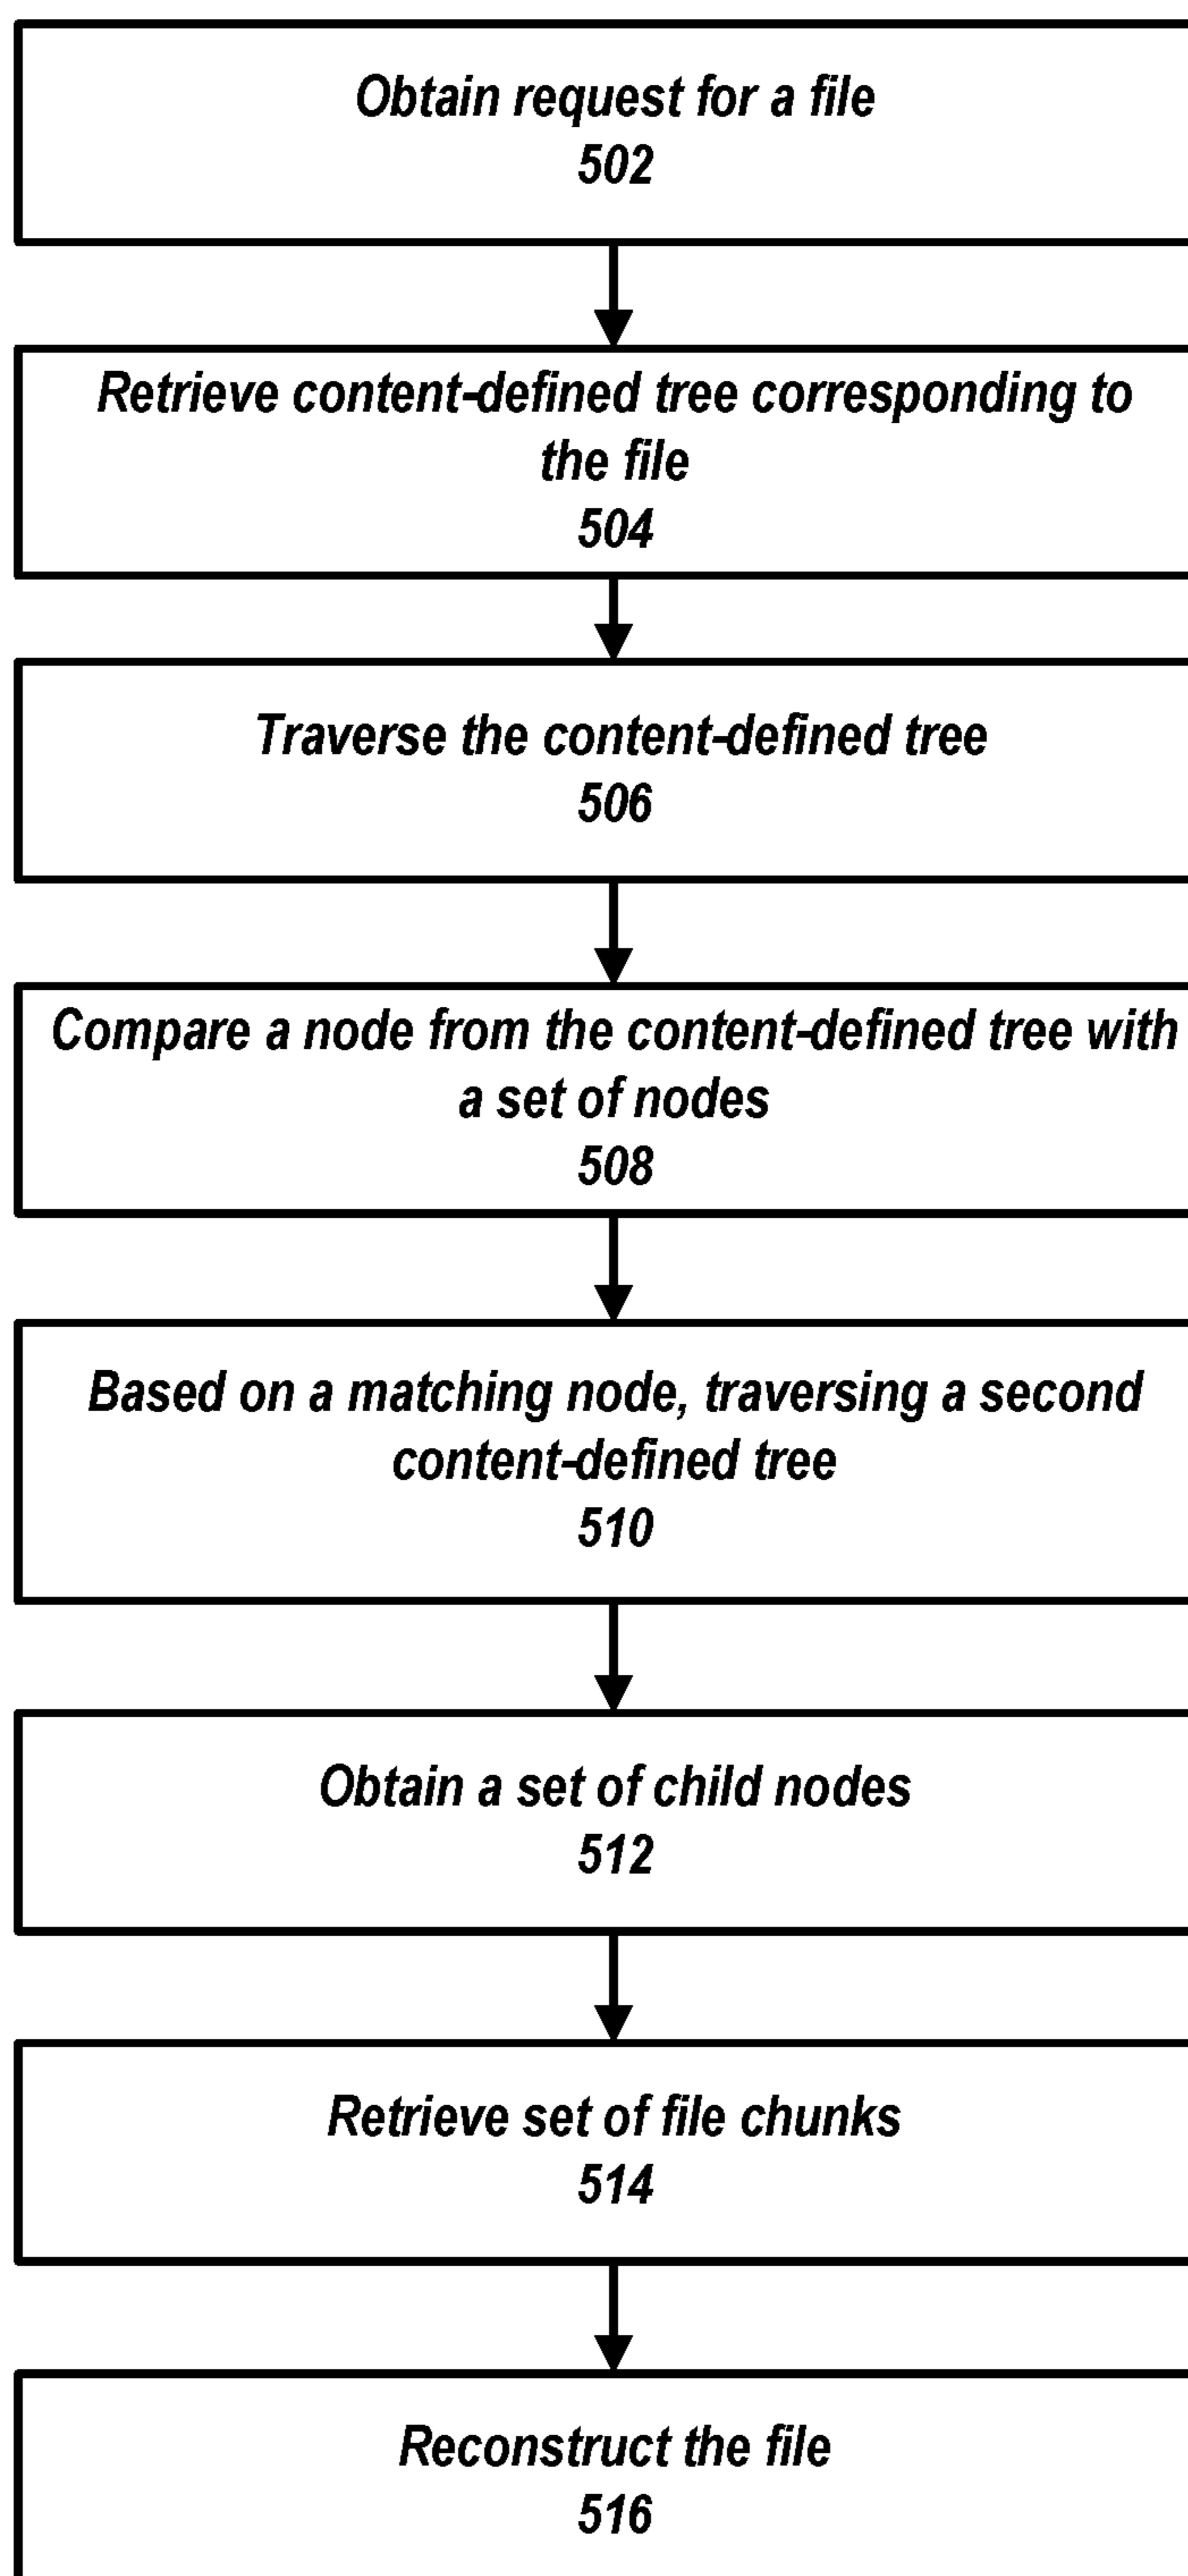 Obtain request for a file
502
Retrieve content-defined tree corresponding to
the file
504
Traverse the content-defined tree
506
Compare a node from the content-defined tree with
a set of nodes
508
Based on a matching node, traversing a second
content-defined tree
510
Obtain a set of child nodes
512
Retrieve set of file chunks
514
Reconstruct the file
516